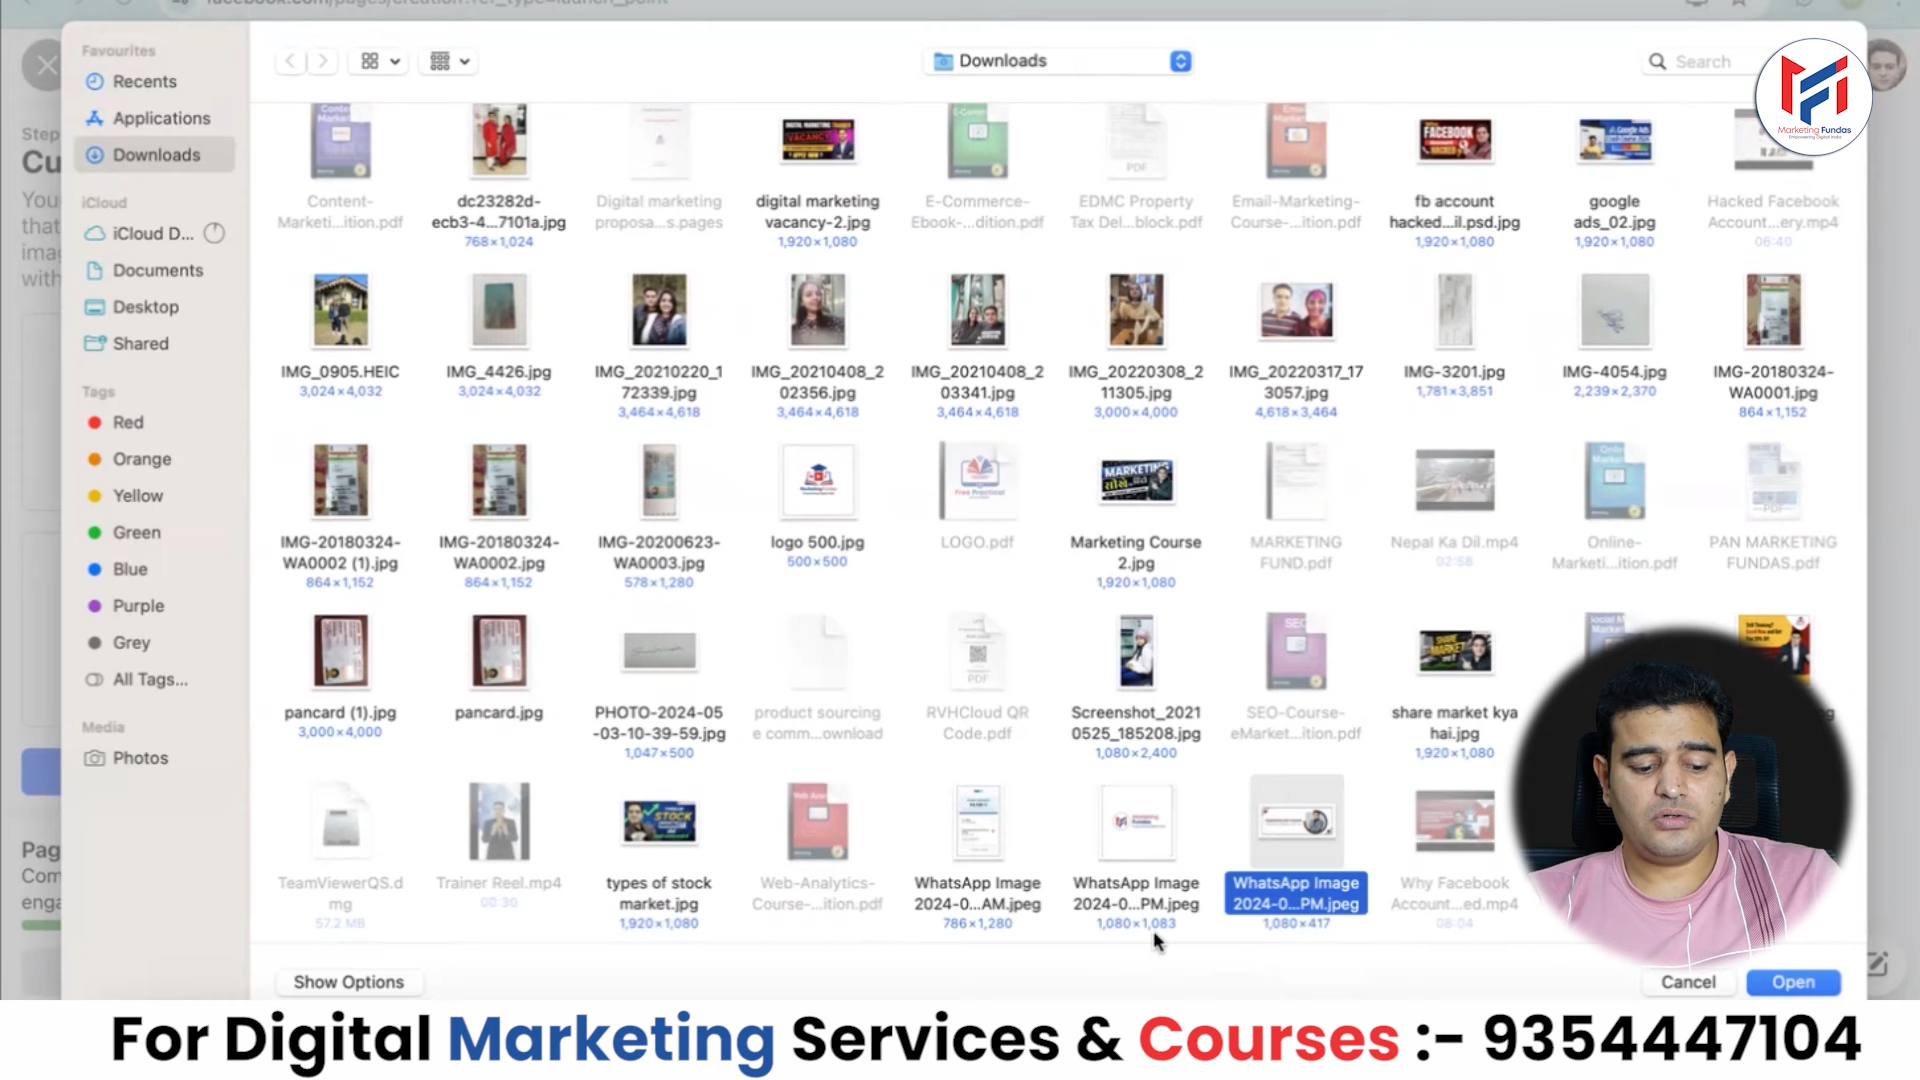 facebook.com/pages/creation/?ref_type=launch_point
Favourites
Recents
Applications
Downloads
iCloud
iCloud D...
Documents
Desktop
Shared
Tags
Red
Orange
Yellow
Green
Blue
Purple
Grey
All Tags...
Media
Photos
Downloads
Search
Marketing Fundas
Step
Cu
You
that
ima
with
Pag
Com
enga
Content-
Marketi...ition.pdf
dc23282d-
ecb3-4...7101a.jpg
768×1,024
Digital marketing
proposa...s.pages
digital marketing
vacancy-2.jpg
1,920×1,080
E-Commerce-
Ebook-...dition.pdf
EDMC Property
Tax Del...block.pdf
Email-Marketing-
Course-...ition.pdf
fb account
hacked...il.psd.jpg
1,920×1,080
google
ads_02.jpg
1,920×1,080
Hacked Facebook
Account...ery.mp4
06:40
IMG_0905.HEIC
3,024×4,032
IMG_4426.jpg
3,024×4,032
IMG_20210220_1
72339.jpg
3,464×4,618
IMG_20210408_2
02356.jpg
3,464×4,618
IMG_20210408_2
03341.jpg
3,464×4,618
IMG_20220308_2
11305.jpg
3,000×4,000
IMG_20220317_17
3057.jpg
4,618×3,464
IMG-3201.jpg
1,781×3,851
IMG-4054.jpg
2,239×2,370
IMG-20180324-
WA0001.jpg
864×1,152
IMG-20180324-
WA0002 (1).jpg
864×1,152
IMG-20180324-
WA0002.jpg
864×1,152
IMG-20200623-
WA0003.jpg
578×1,280
logo 500.jpg
500×500
LOGO.pdf
Marketing Course
2.jpg
1,920×1,080
MARKETING
FUND.pdf
Nepal Ka Dil.mp4
02:58
Online-
Marketi...ition.pdf
PAN MARKETING
FUNDAS.pdf
pancard (1).jpg
3,000×4,000
pancard.jpg
PHOTO-2024-05
-03-10-39-59.jpg
1,047×500
product sourcing
e comm...ownload
RVHCloud QR
Code.pdf
Screenshot_2021
0525_185208.jpg
1,080×2,400
SEO-Course-
eMarket...ition.pdf
share market kya
hai.jpg
1,920×1,080
TeamViewerQS.d
mg
57.2 MB
Trainer Reel.mp4
00:30
types of stock
market.jpg
1,920×1,080
Web-Analytics-
Course-...ition.pdf
WhatsApp Image
2024-0...AM.jpeg
786×1,280
WhatsApp Image
2024-0...PM.jpeg
1,080×1,083
WhatsApp Image
2024-0...PM.jpeg
1,080×417
Why Facebook
Account...ed.mp4
08:04
Show Options
Cancel
Open
For Digital Marketing Services & Courses :- 9354447104